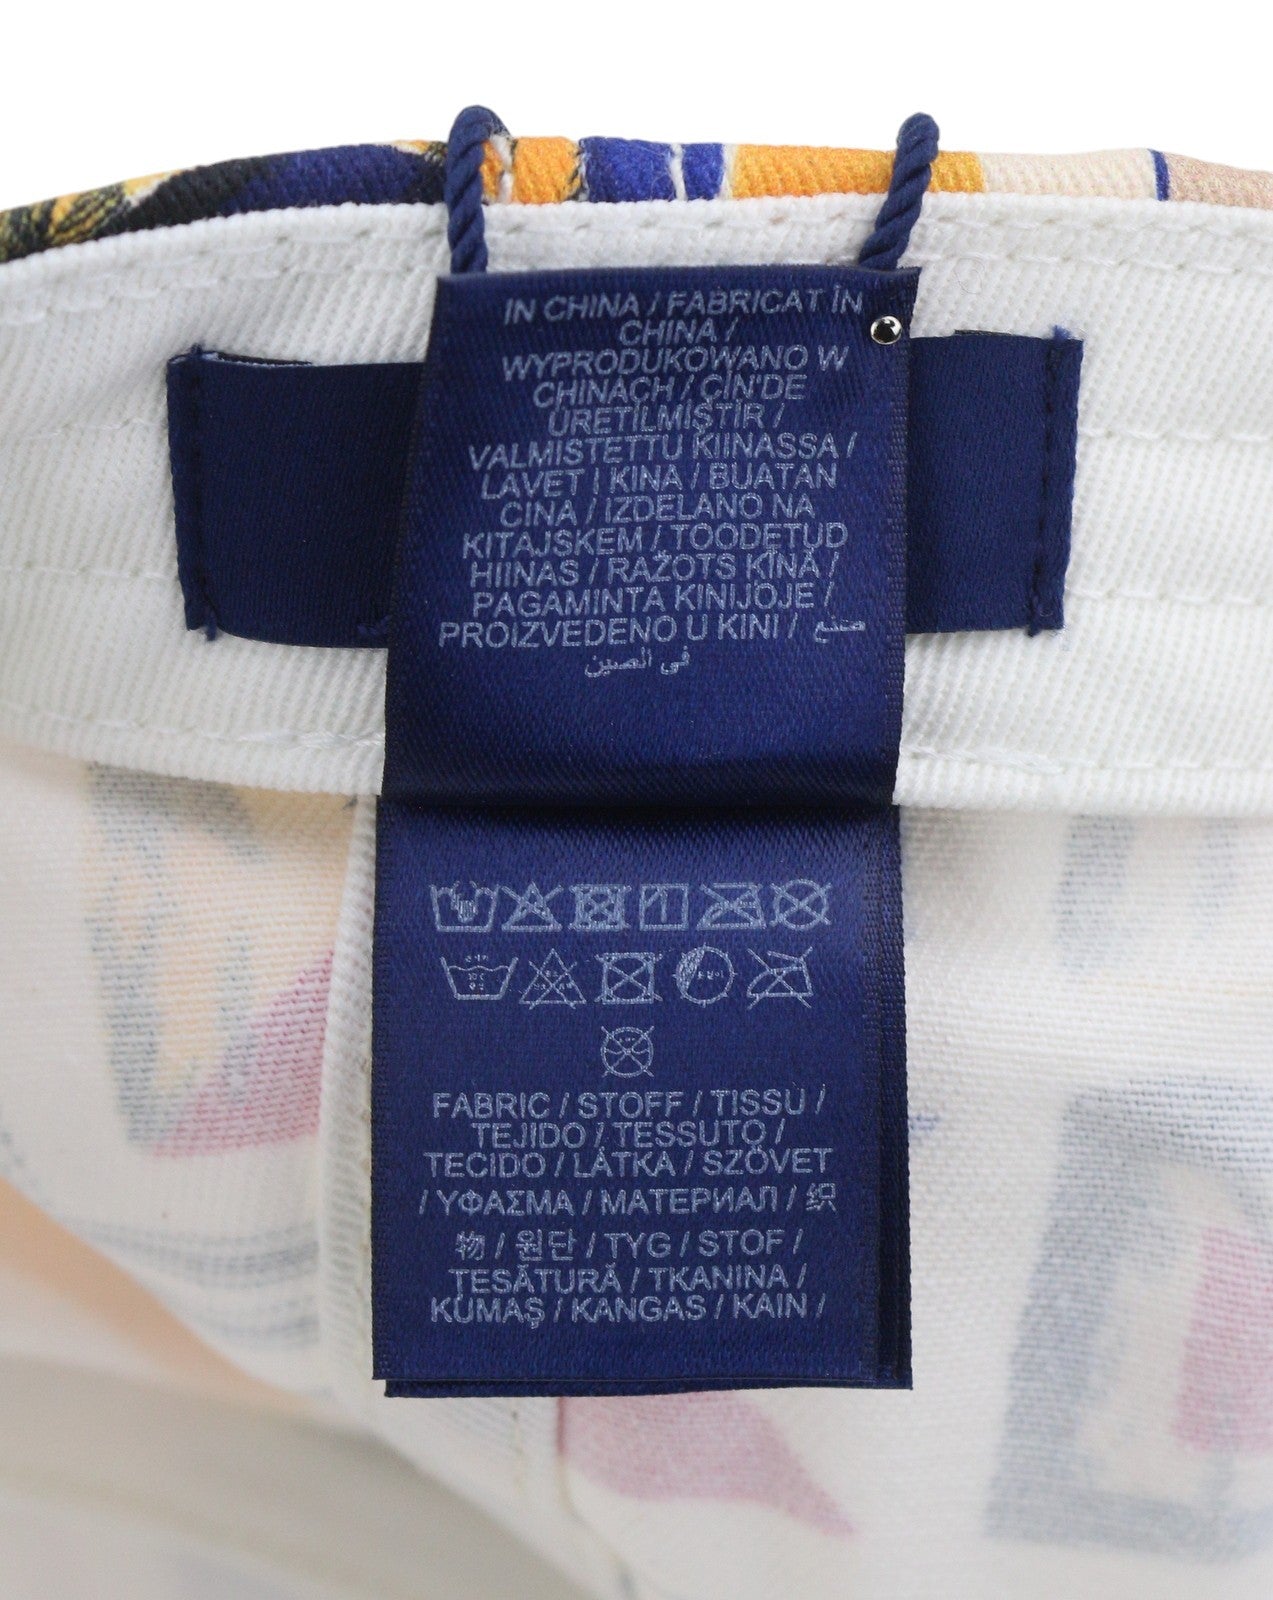 IN CHINA / FABRICAT ÎN
CHINA /
WYPRODUKOWANO W
CHINACH / ÇİN'DE
ÜRETİLMİŞTİR /
VALMISTETTU KIINASSA /
LAVET I KINA / BUATAN
CINA / IZDELANO NA
KITAJSKEM / TOODETUD
HIINAS / RAŽOTS ĶĪNĀ /
PAGAMINTA KINIJOJE /
PROIZVEDENO U KINI / صنع
في الصين
FABRIC / STOFF / TISSU /
TEJIDO / TESSUTO /
TECIDO / LÁTKA / SZÖVET
/ ΥΦΑΣΜΑ / МАТЕРИАЛ / 织
物 / 원단 / TYG / STOF /
ȚESĂTURĂ / TKANINA /
KUMAŞ / KANGAS / KAIN /